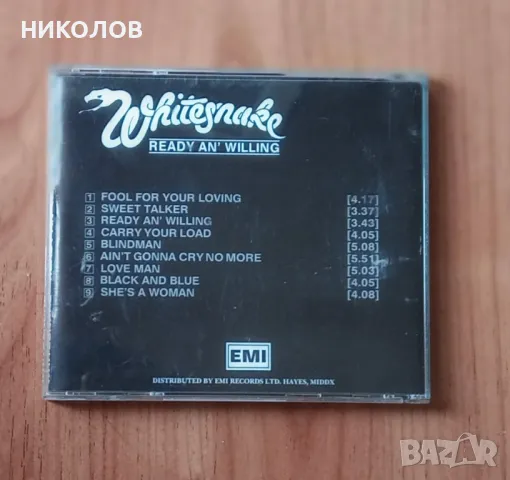 НИКОЛОВ
Whitesnake
READY AN' WILLING
1 FOOL FOR YOUR LOVING [4.17]
2 SWEET TALKER [3.37]
3 READY AN' WILLING [3.43]
4 CARRY YOUR LOAD [4.05]
5 BLINDMAN [5.08]
6 AIN'T GONNA CRY NO MORE [5.51]
7 LOVE MAN [5.03]
8 BLACK AND BLUE [4.05]
9 SHE'S A WOMAN [4.08]
EMI
DISTRIBUTED BY EMI RECORDS LTD. HAYES, MIDDX
BAZAR